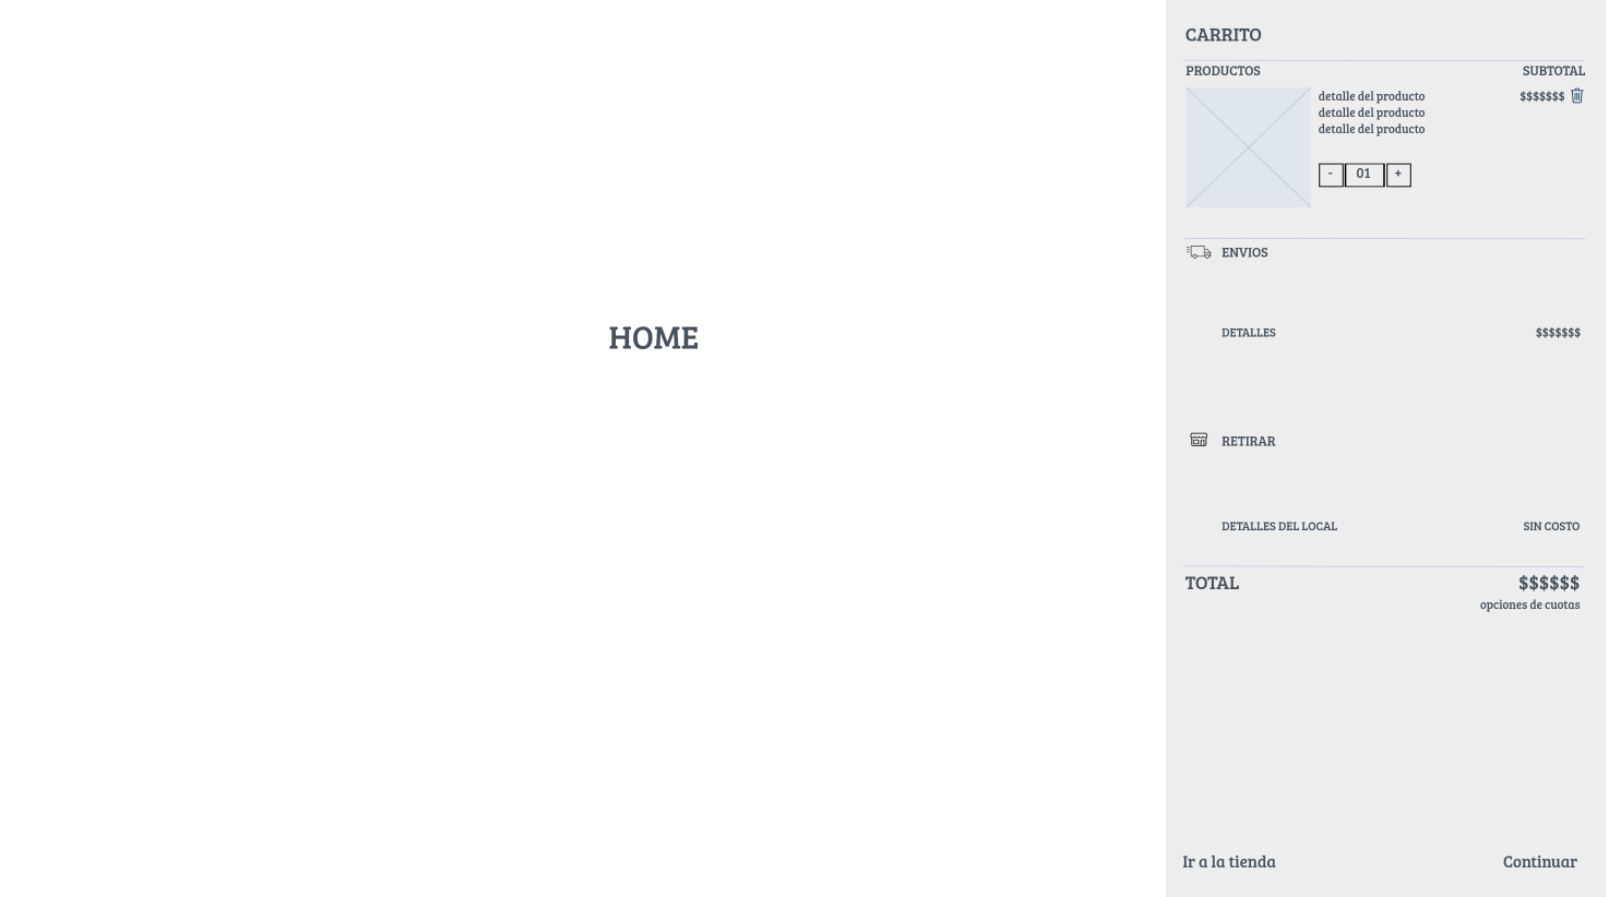 CARRITO
PRODUCTOS SUBTOTAL
detalle del producto $$$$$$$
detalle del producto
detalle del producto
- 01 +
ENVIOS
HOME
DETALLES $$$$$$$
RETIRAR
DETALLES DEL LOCAL SIN COSTO
TOTAL $$$$$$
opciones de cuotas
Ir a la tienda Continuar